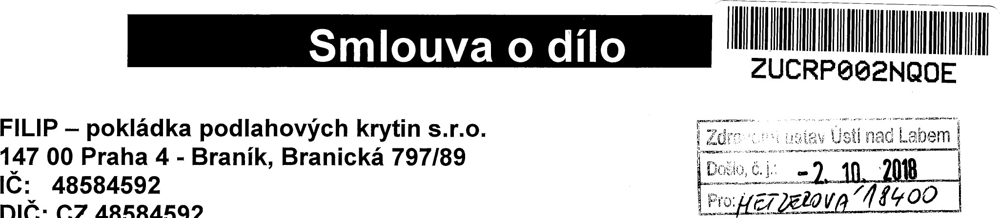 Smlouva o dílo
ZUCRP002NQOE
FILIP – pokládka podlahových krytin s.r.o.
147 00 Praha 4 - Braník, Branická 797/89
IČ: 48584592
DIČ: CZ 48584592
Zdravotní ústav Ústí nad Labem
Došlo, č. j.: -2. 10. 2018
Pro: HETZEROVÁ 18400